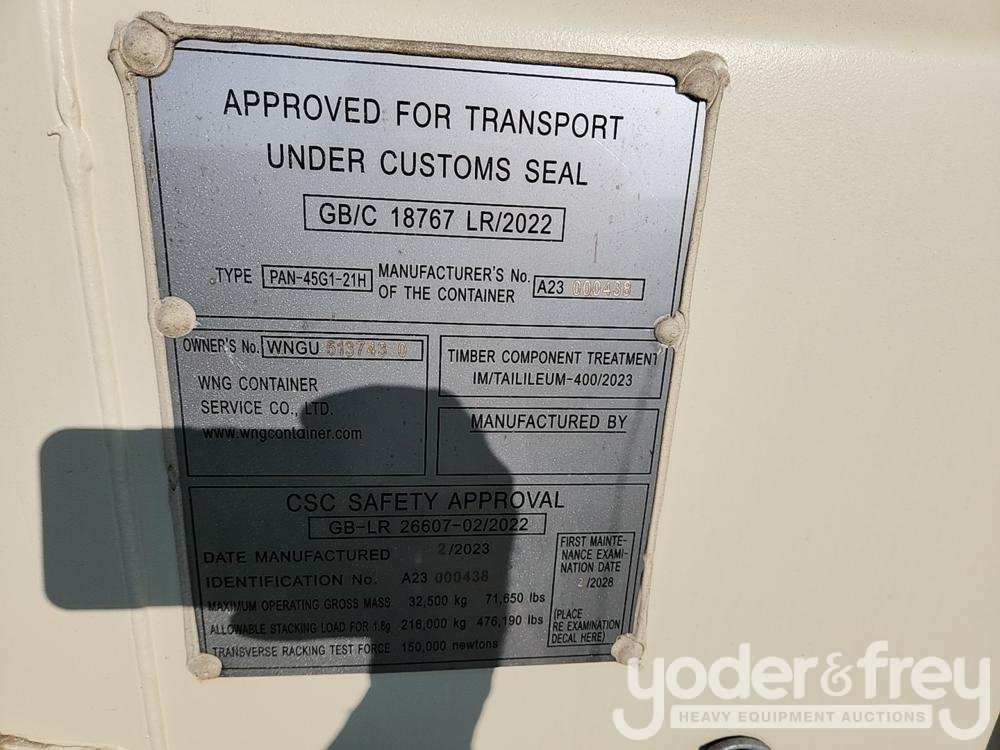 APPROVED FOR TRANSPORT
UNDER CUSTOMS SEAL
GB/C 18767 LR/2022
TYPE PAN-45G1-21H MANUFACTURER'S No. OF THE CONTAINER A23 000438
OWNER'S No. WNGU 513743 0
WNG CONTAINER
SERVICE CO., LTD.
www.wngcontainer.com
TIMBER COMPONENT TREATMENT
IM/TAILILEUM-400/2023
MANUFACTURED BY
CSC SAFETY APPROVAL
GB-LR 26607-02/2022
DATE MANUFACTURED 2/2023
IDENTIFICATION No. A23 000438
MAXIMUM OPERATING GROSS MASS 32,500 kg 71,650 lbs
ALLOWABLE STACKING LOAD FOR 1.8g 216,000 kg 476,190 lbs
TRANSVERSE RACKING TEST FORCE 150,000 newtons
FIRST MAINTE-
NANCE EXAMI-
NATION DATE
2/2028
(PLACE
RE EXAMINATION
DECAL HERE)
yoder&frey
HEAVY EQUIPMENT AUCTIONS